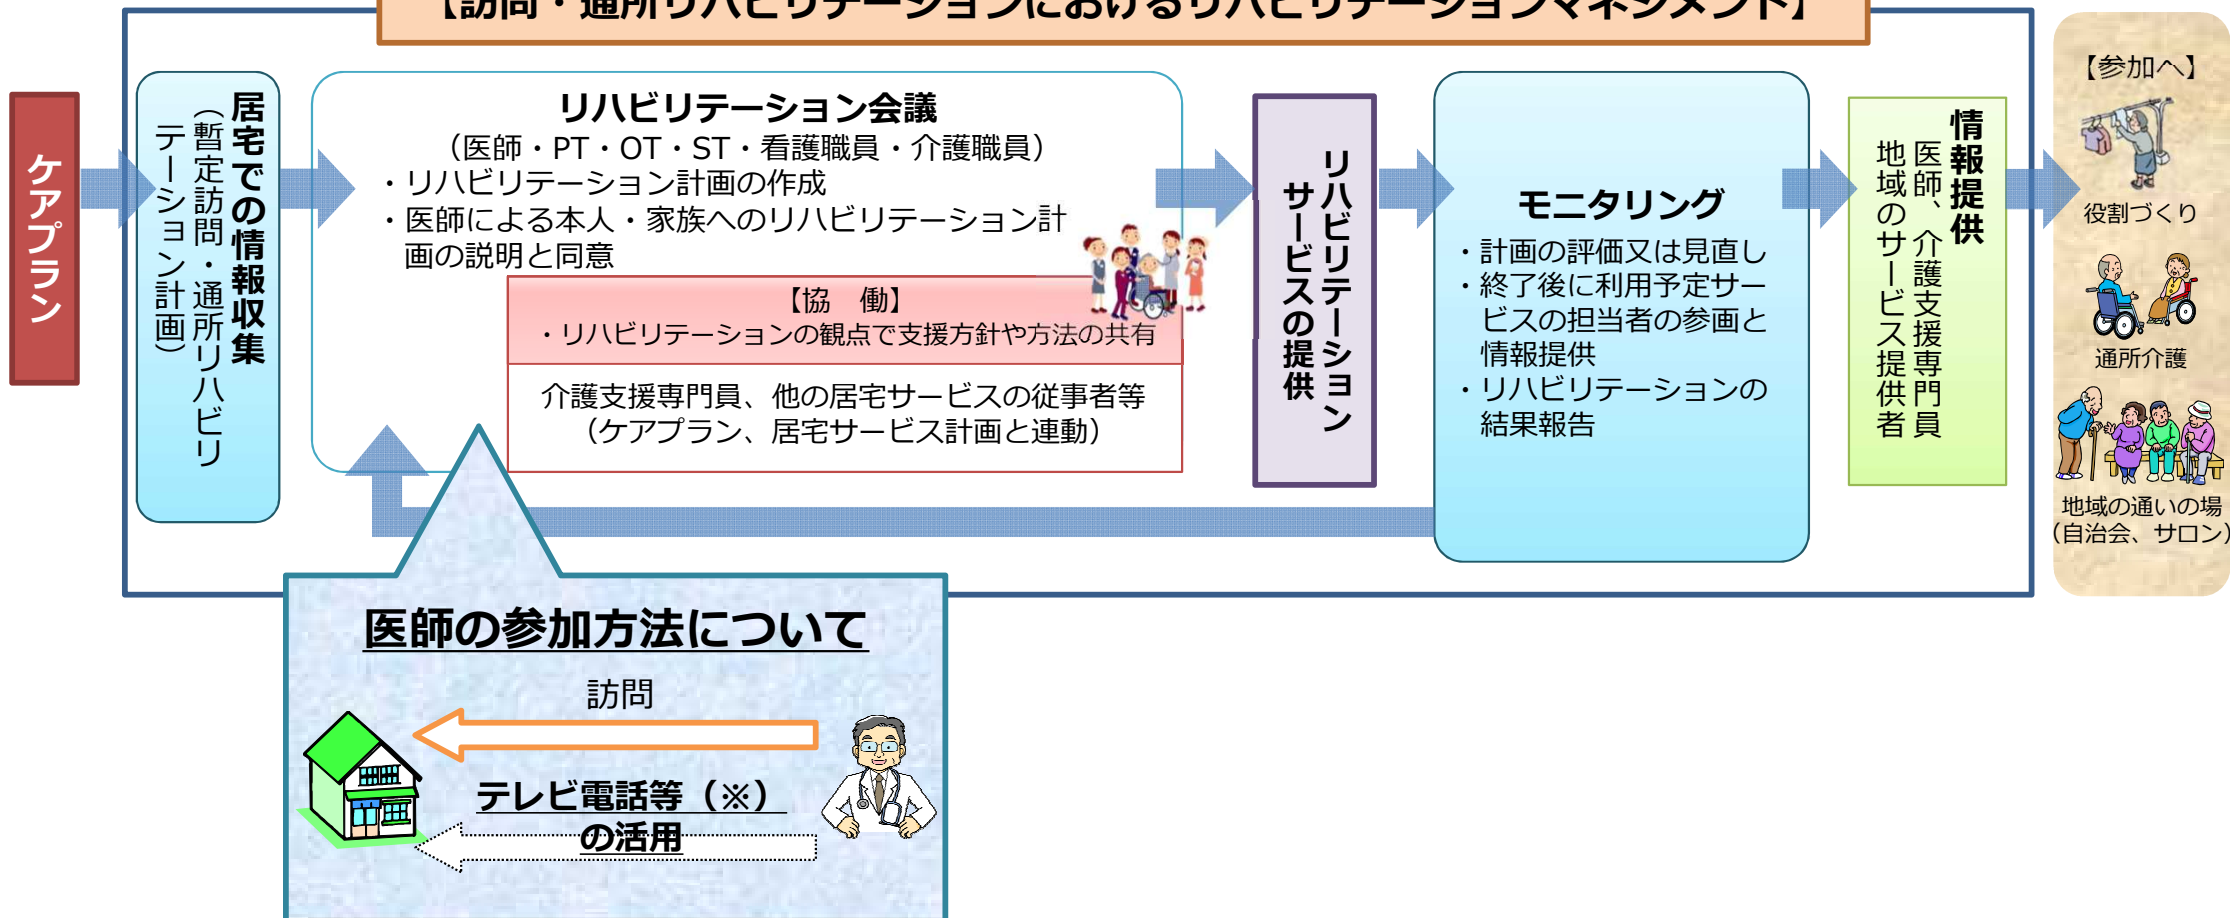 【訪問・通所リハビリテーションにおけるリハビリテーションマネジメント】
ケアプラン
居宅での情報収集
（暫定訪問・通所リハビリ
テーション計画）
リハビリテーション会議
（医師・PT・OT・ST・看護職員・介護職員）
・リハビリテーション計画の作成
・医師による本人・家族へのリハビリテーション計
画の説明と同意
【協　働】
・リハビリテーションの観点で支援方針や方法の共有
介護支援専門員、他の居宅サービスの従事者等
（ケアプラン、居宅サービス計画と連動）
リハビリテーション
サービスの提供
モニタリング
・計画の評価又は見直し
・終了後に利用予定サー
ビスの担当者の参画と
情報提供
・リハビリテーションの
結果報告
情報提供
医師、介護支援専門員
地域のサービス提供者
【参加へ】
役割づくり
通所介護
地域の通いの場
（自治会、サロン）
医師の参加方法について
訪問
テレビ電話等（※）
の活用